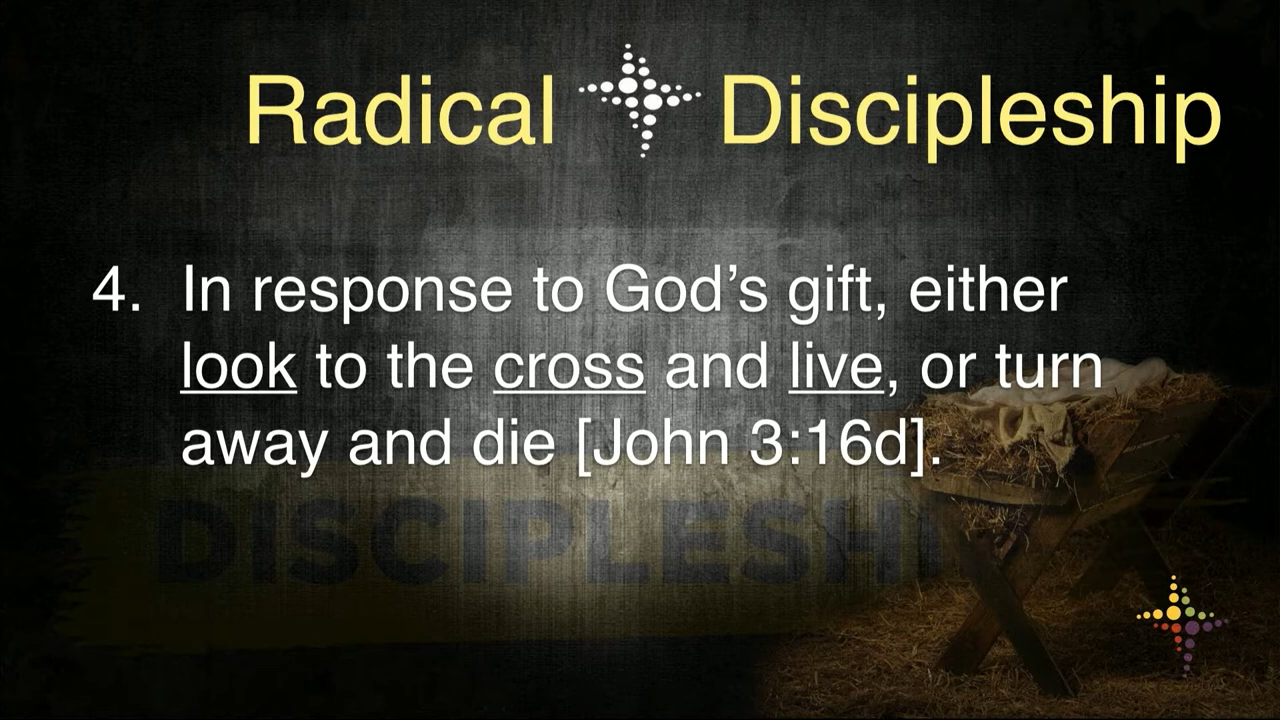 Radical Discipleship
4. In response to God’s gift, either
look to the cross and live, or turn
away and die [John 3:16d].
DISCIPLESHI